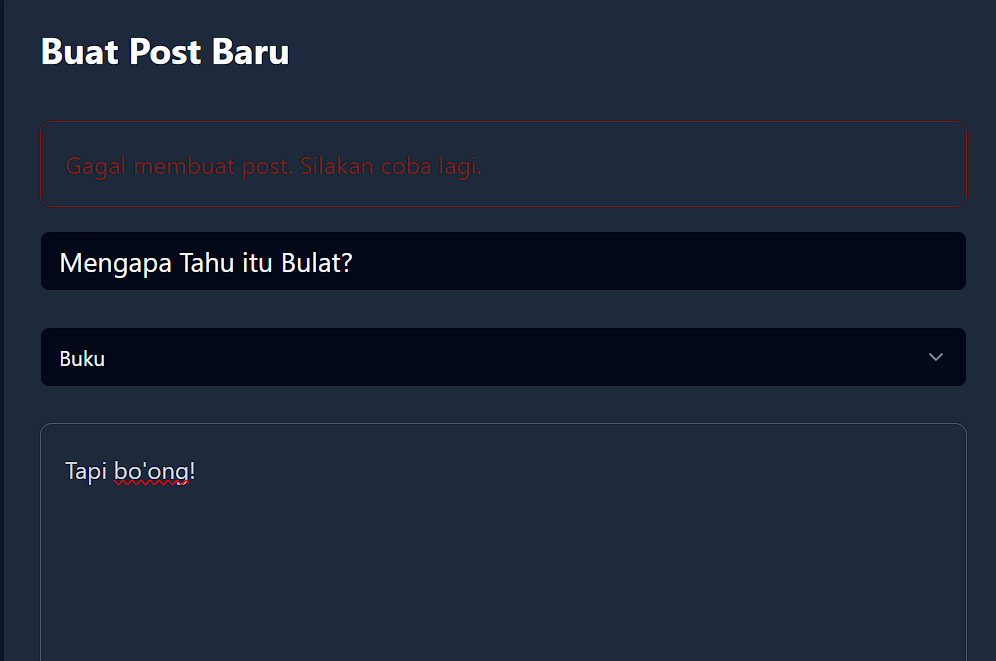 Buat Post Baru
Gagal membuat post. Silakan coba lagi.
Mengapa Tahu itu Bulat?
Buku
Tapi bo'ong!